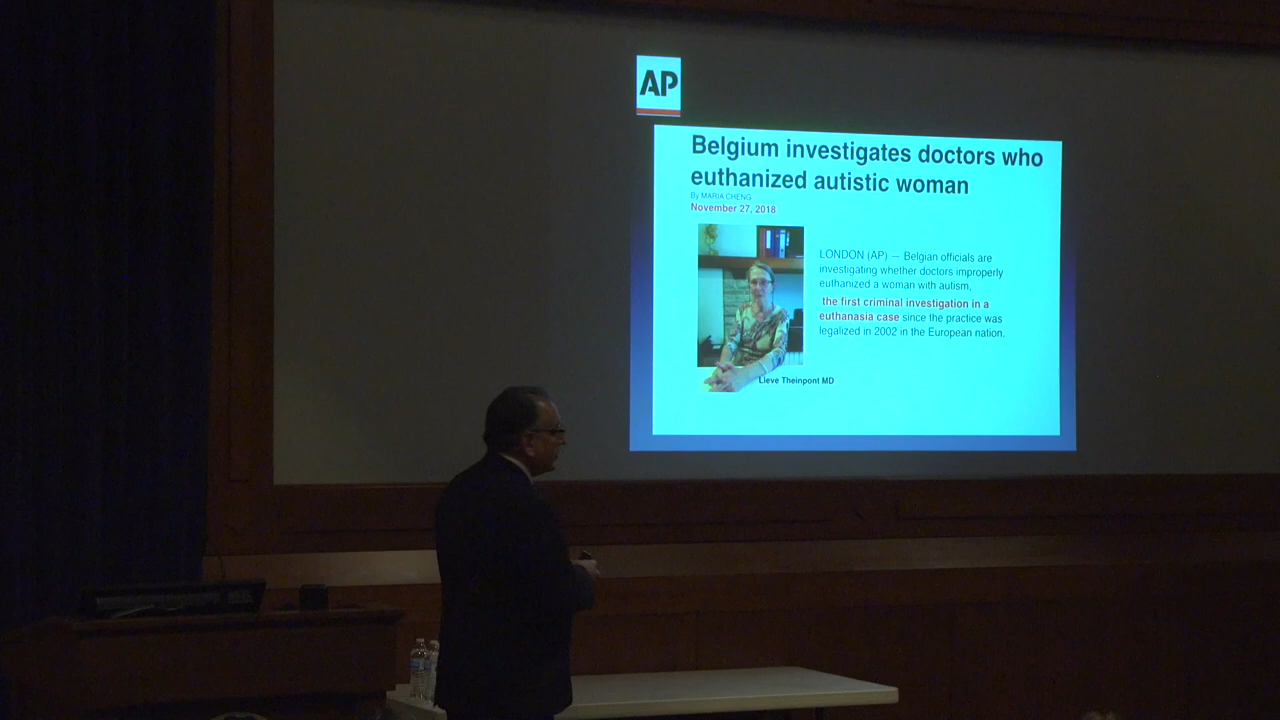 AP
Belgium investigates doctors who
euthanized autistic woman
By MARIA CHENG
November 27, 2018
LONDON (AP) — Belgian officials are
investigating whether doctors improperly
euthanized a woman with autism,
the first criminal investigation in a
euthanasia case since the practice was
legalized in 2002 in the European nation.
Lieve Theinpont MD